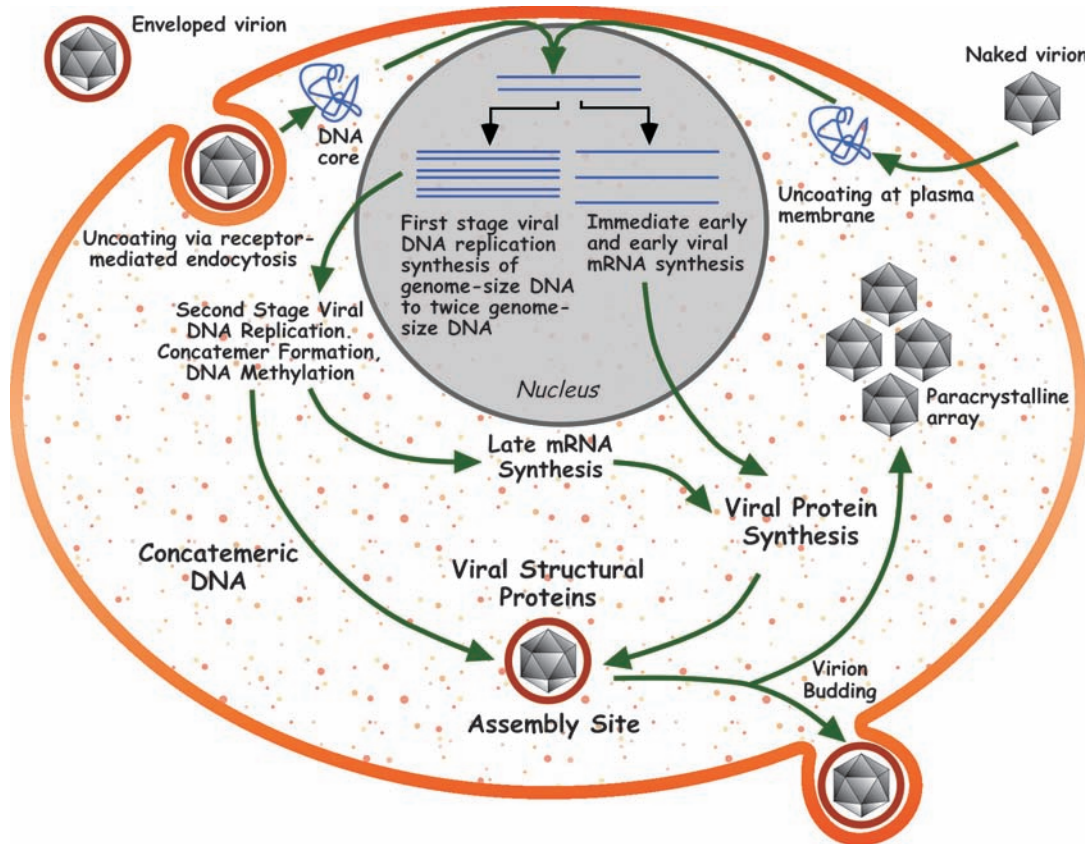 Enveloped virion
Naked virion
DNA
core
Uncoating at plasma
membrane
Uncoating via receptor-
mediated endocytosis
First stage viral
DNA replication
synthesis of
genome-size DNA
to twice genome-
size DNA
Immediate early
and early viral
mRNA synthesis
Second Stage Viral
DNA Replication.
Concatemer Formation,
DNA Methylation
Nucleus
Paracrystalline
array
Late mRNA
Synthesis
Viral Protein
Synthesis
Concatemeric
DNA
Viral Structural
Proteins
Virion
Budding
Assembly Site